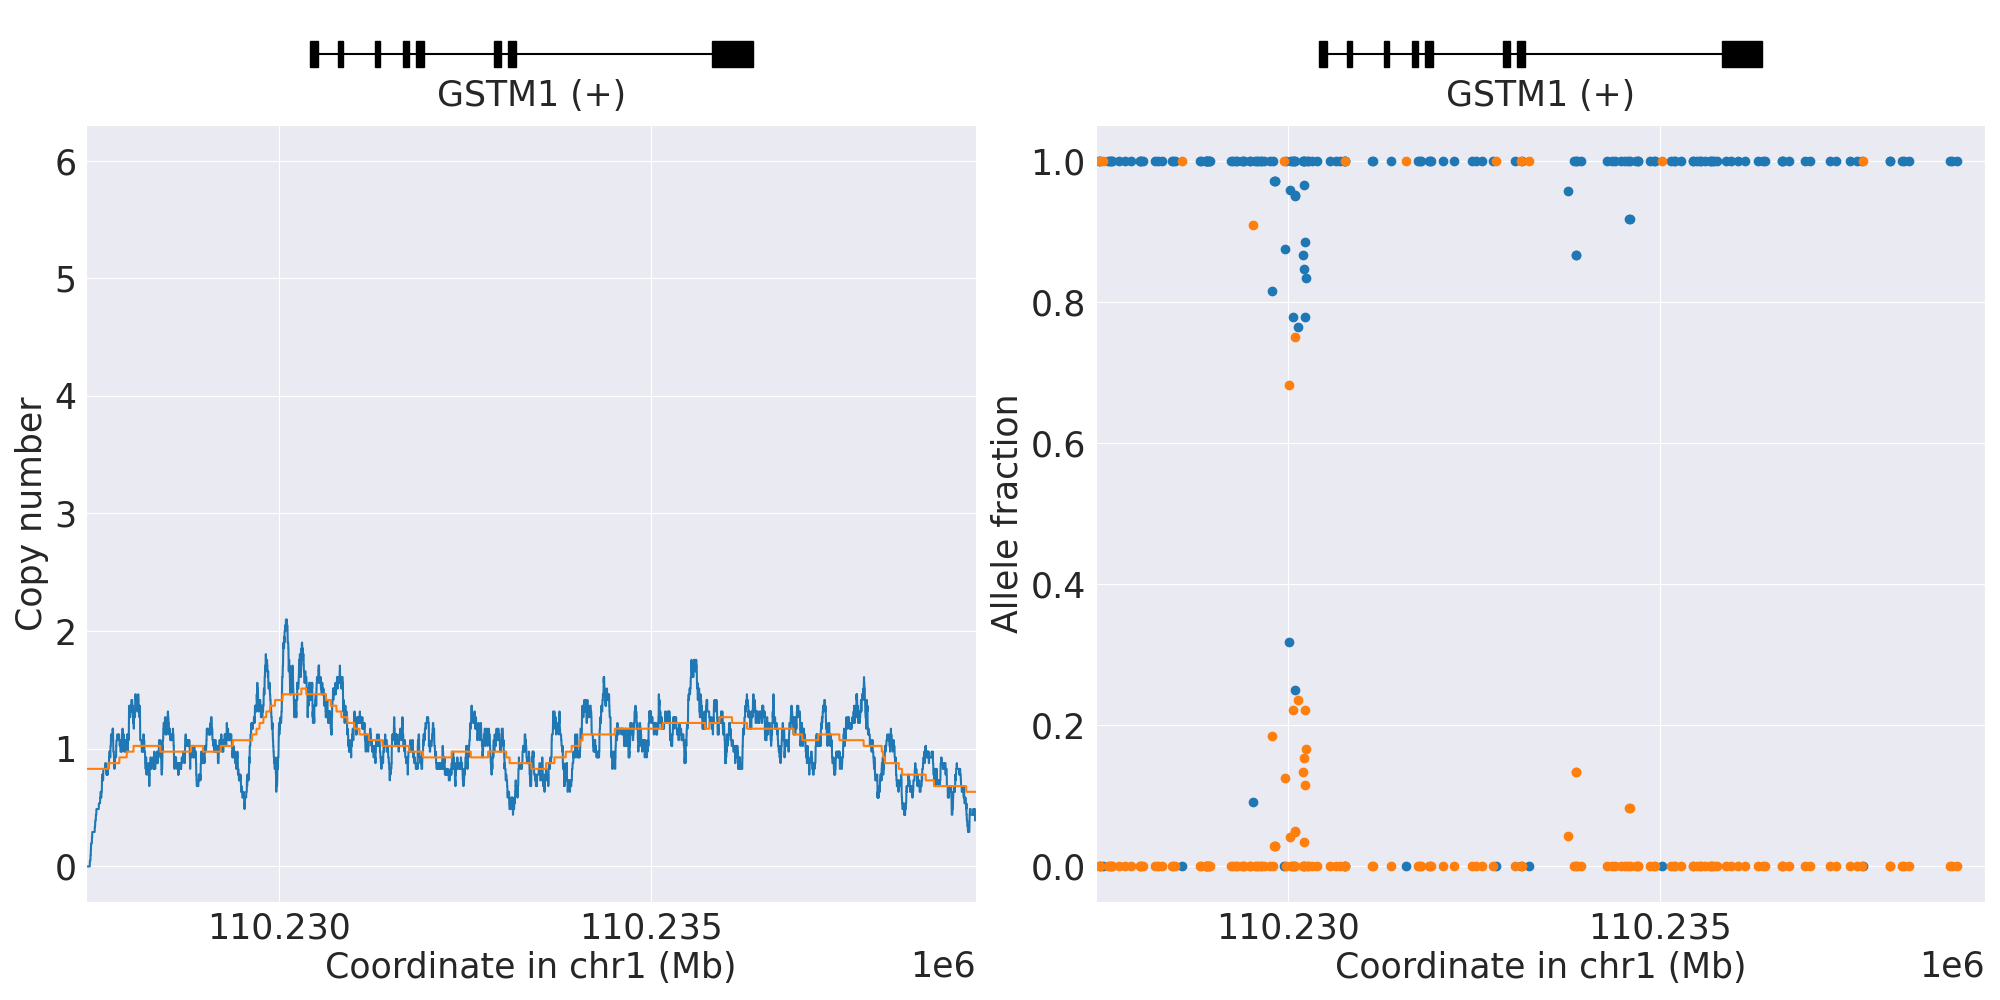 GSTM1 (+)
6
5
4
3
2
1
0
Copy number
110.230
110.235
Coordinate in chr1 (Mb)
1e6
GSTM1 (+)
1.0
0.8
0.6
0.4
0.2
0.0
Allele fraction
110.230
110.235
Coordinate in chr1 (Mb)
1e6